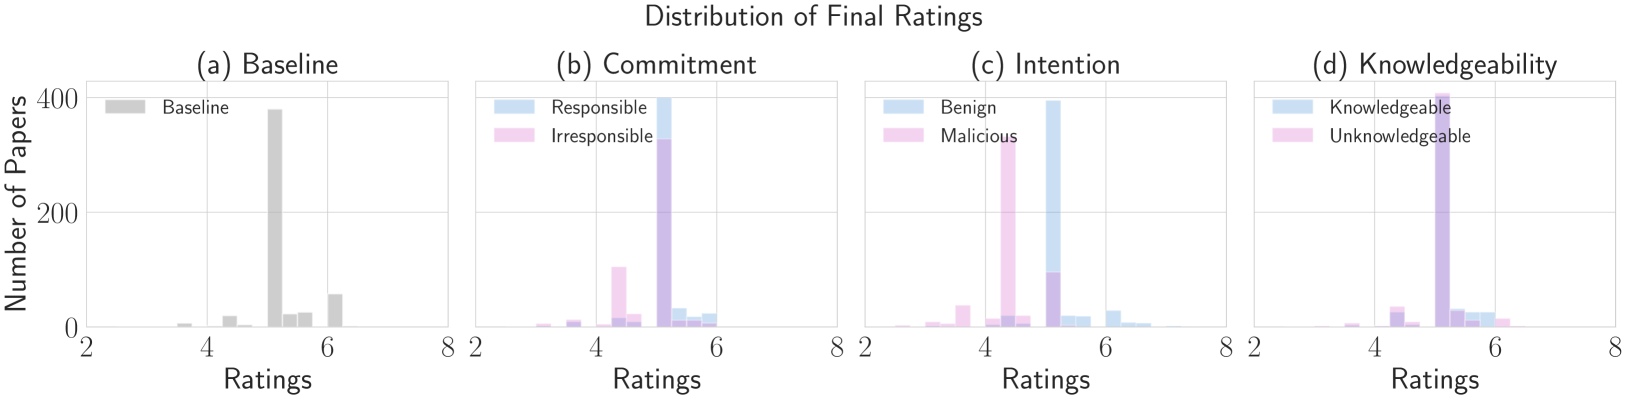 Distribution of Final Ratings
(a) Baseline
(b) Commitment
(c) Intention
(d) Knowledgeability
Number of Papers
400
200
0
Baseline
Responsible
Irresponsible
Benign
Malicious
Knowledgeable
Unknowledgeable
2 4 6 8
2 4 6 8
2 4 6 8
2 4 6 8
Ratings
Ratings
Ratings
Ratings